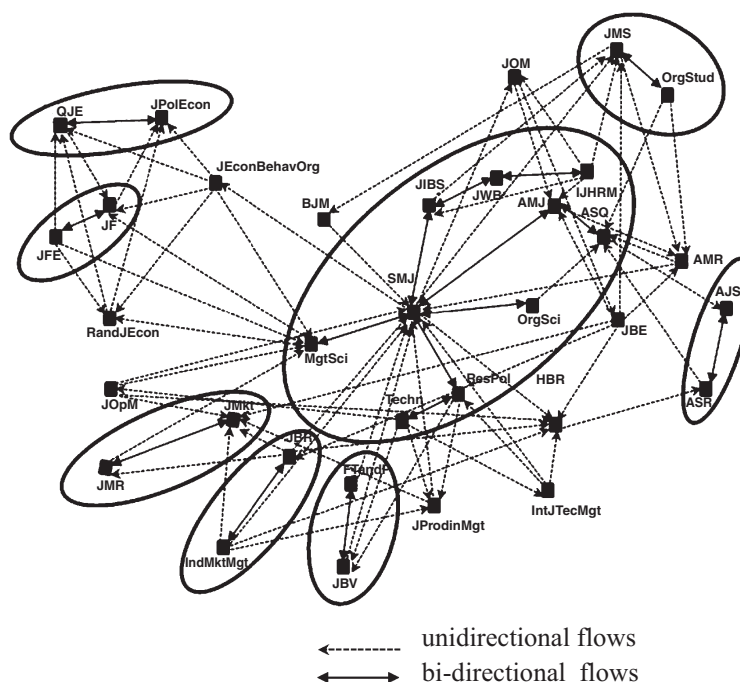 JMS
OrgStud
JOM
QJE
JPolEcon
JEconBehavOrg
JIBS
JWB
IJHRM
BJM
AMJ
ASQ
JF
JFE
SMJ
AMR
AJS
OrgSci
RandJEcon
JBE
MgtSci
ResPol
HBR
ASR
JOpM
JMkt
Techn
JBR
JMR
ETandP
IntJTecMgt
JProdinMgt
IndMktMgt
JBV
unidirectional flows
bi-directional flows